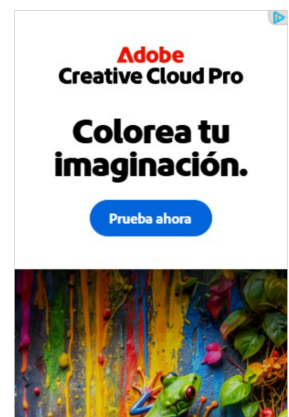 Adobe
Creative Cloud Pro
Colorea tu
imaginación.
Prueba ahora